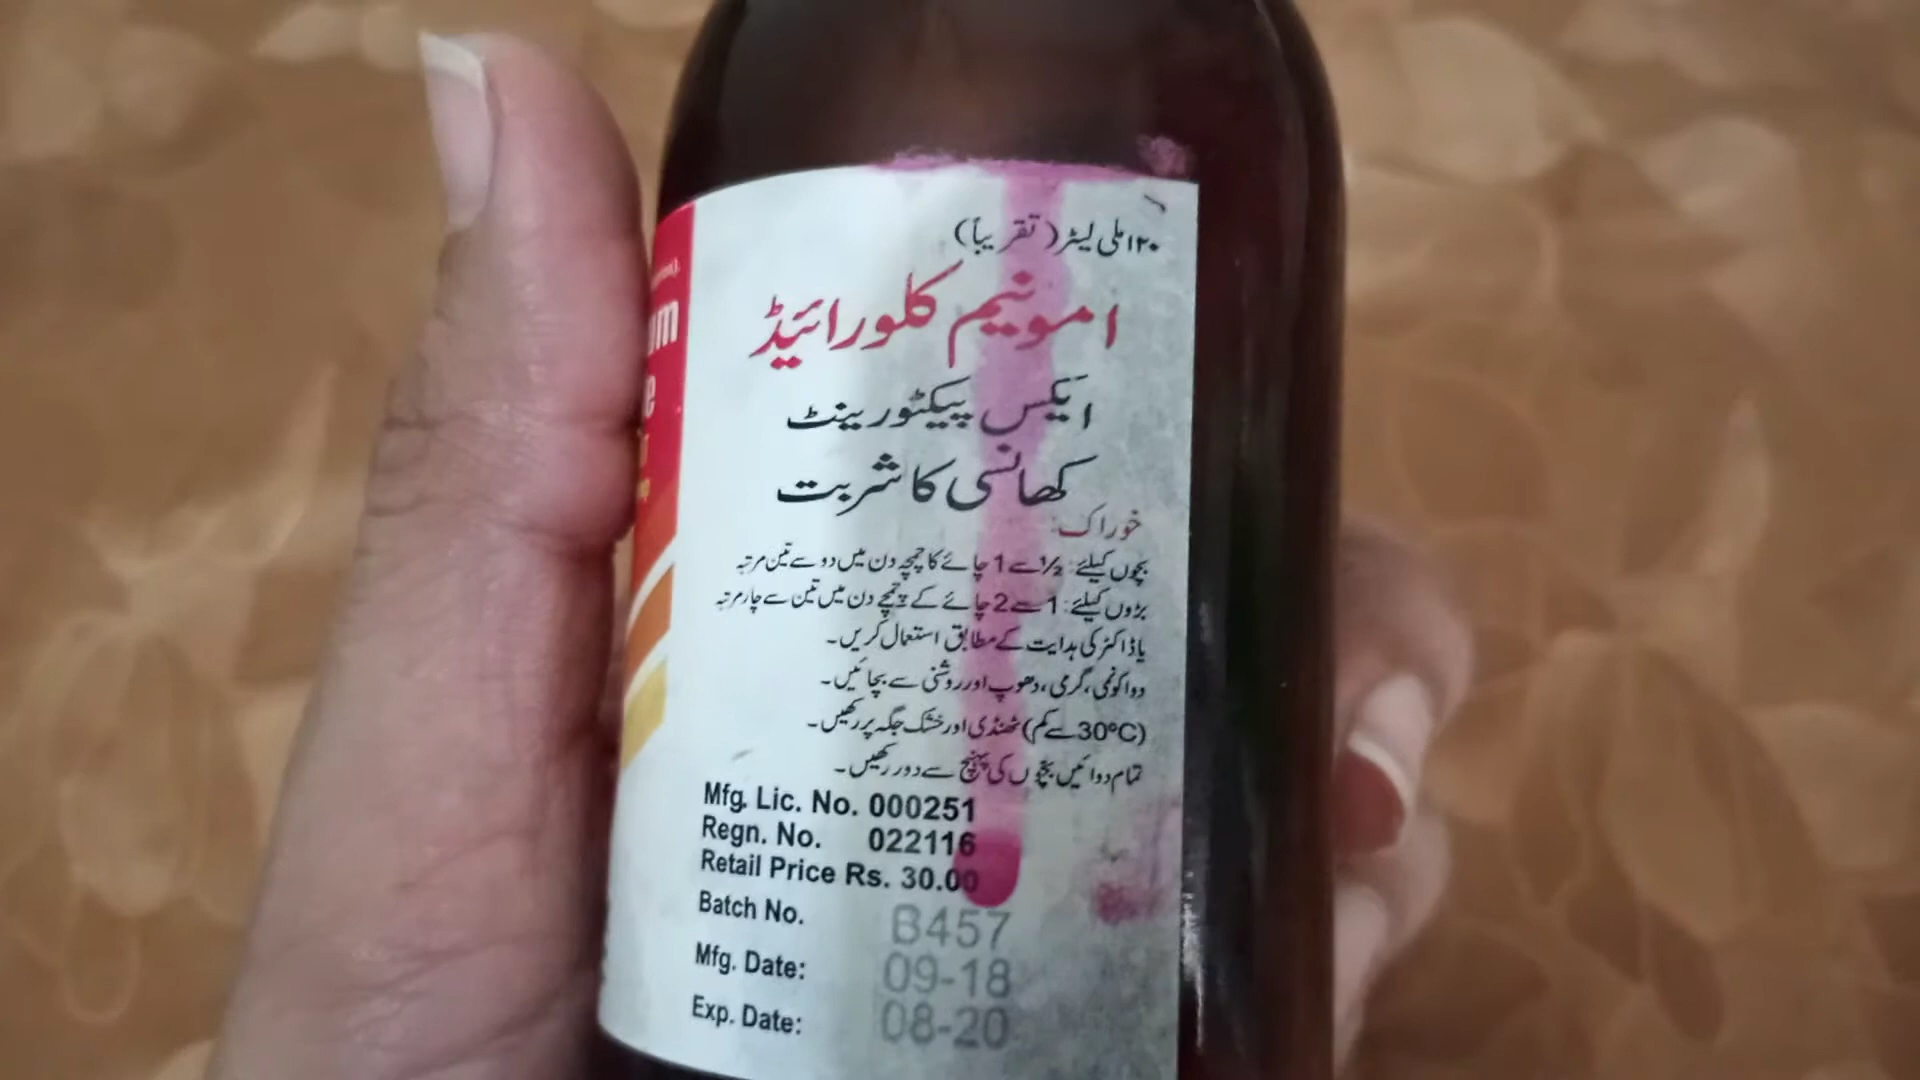 ۱۲۰ ملی لیٹر (تقریباً)
امونیم کلورائیڈ
ایکس پیکٹورینٹ
کھانسی کا شربت
خوراک:
بچوں کیلئے: ½ سے 1 چائے کا چمچہ دن میں دو سے تین مرتبہ
بڑوں کیلئے: 1 سے 2 چائے کے چمچے دن میں تین سے چار مرتبہ
یا ڈاکٹر کی ہدایت کے مطابق استعمال کریں۔
دوا کو نمی، گرمی، دھوپ اور روشنی سے بچائیں۔
(30°C سے کم) ٹھنڈی اور خشک جگہ پر رکھیں۔
تمام دوائیں بچوں کی پہنچ سے دور رکھیں۔
Mfg. Lic. No. 000251
Regn. No. 022116
Retail Price Rs. 30.00
Batch No. B457
Mfg. Date: 09-18
Exp. Date: 08-20